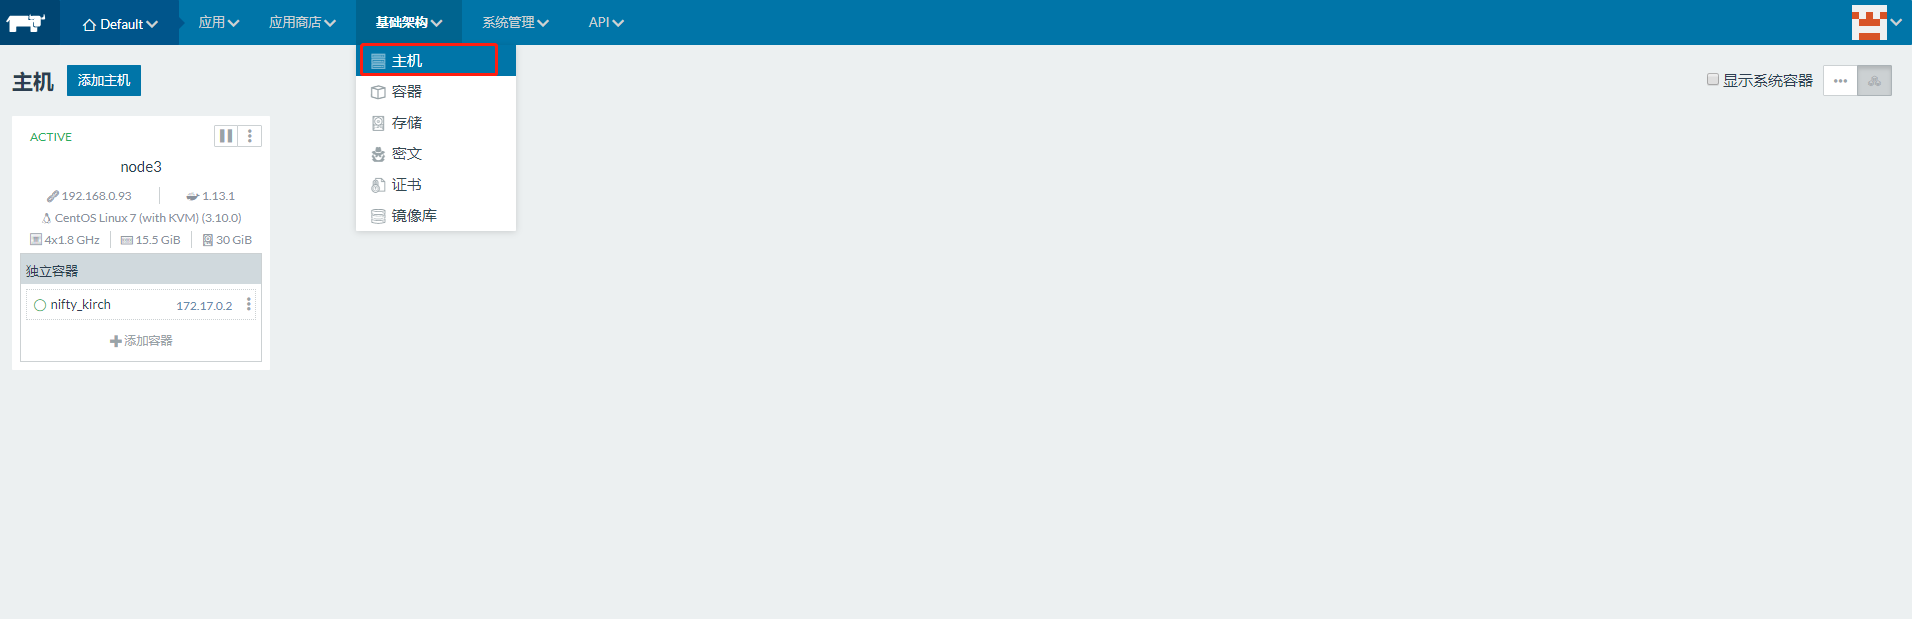 Default 应用 应用商店 基础架构 系统管理 API
主机
容器
存储
密文
证书
镜像库
主机 添加主机
显示系统容器
ACTIVE
node3
192.168.0.93 1.13.1
CentOS Linux 7 (with KVM) (3.10.0)
4x1.8 GHz 15.5 GiB 30 GiB
独立容器
nifty_kirch 172.17.0.2
添加容器